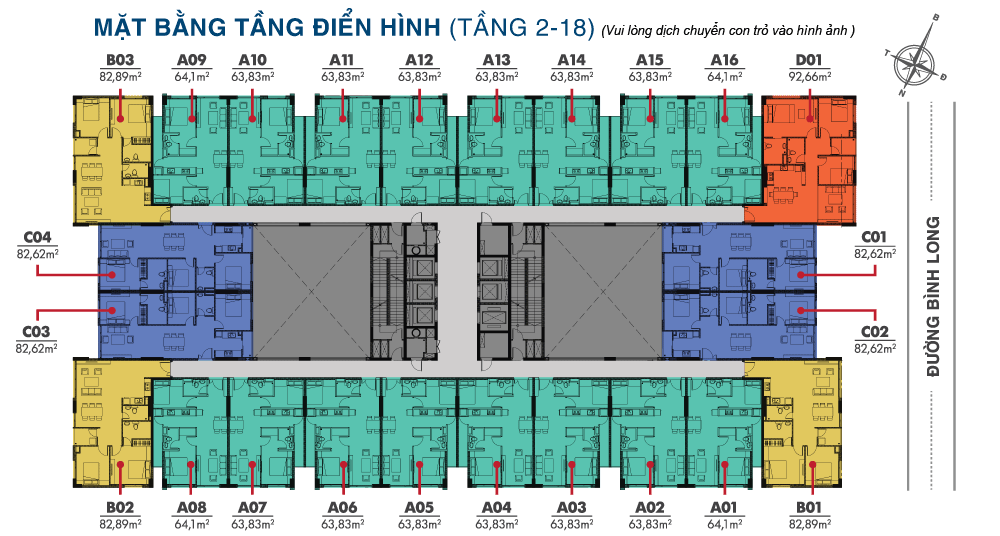 MẶT BẰNG TẦNG ĐIỂN HÌNH (TẦNG 2-18) (Vui lòng dịch chuyển con trỏ vào hình ảnh )
B
T
Đ
N
B03 A09 A10 A11 A12 A13 A14 A15 A16 D01
82,89m² 64,1m² 63,83m² 63,83m² 63,83m² 63,83m² 63,83m² 63,83m² 64,1m² 92,66m²
C04 C01
82,62m² 82,62m²
C03 C02
82,62m² 82,62m²
ĐƯỜNG BÌNH LONG
B02 A08 A07 A06 A05 A04 A03 A02 A01 B01
82,89m² 64,1m² 63,83m² 63,83m² 63,83m² 63,83m² 63,83m² 63,83m² 64,1m² 82,89m²